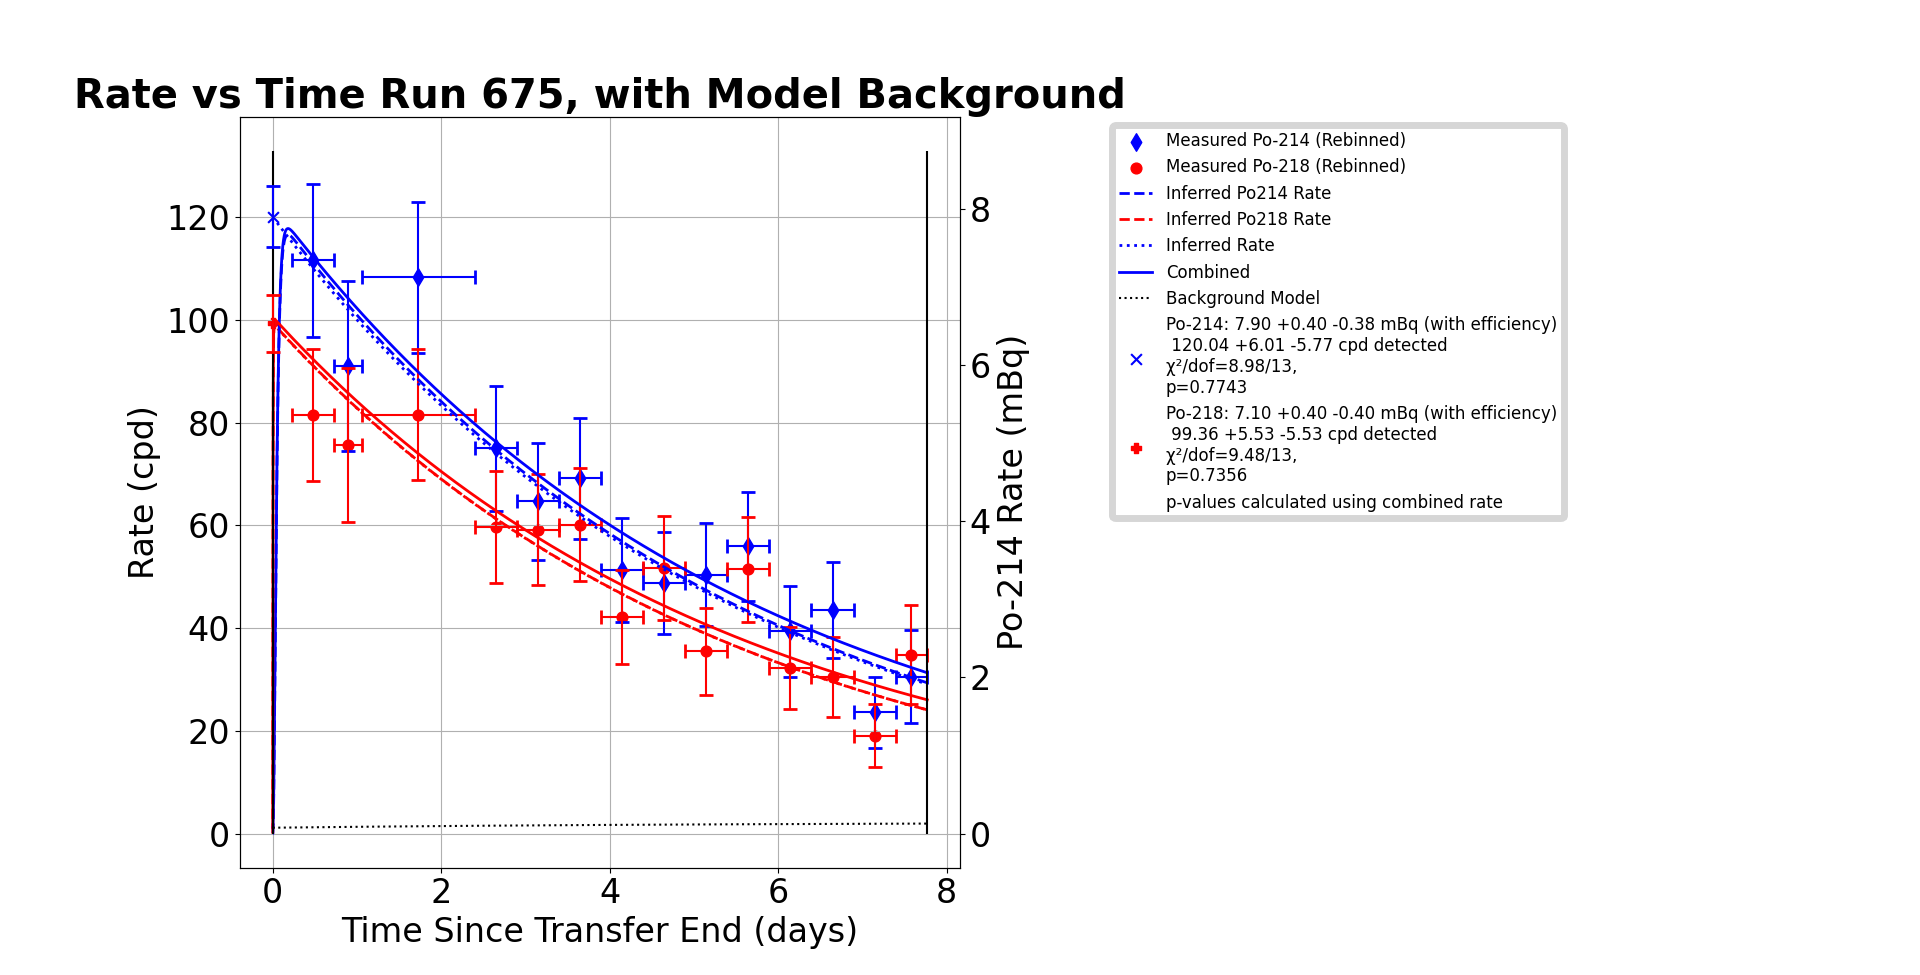 Rate vs Time Run 675, with Model Background
Rate (cpd)
120
100
80
60
40
20
0
0
2
4
6
8
Time Since Transfer End (days)
8
6
4
2
0
Po-214 Rate (mBq)
Measured Po-214 (Rebinned)
Measured Po-218 (Rebinned)
Inferred Po214 Rate
Inferred Po218 Rate
Inferred Rate
Combined
Background Model
Po-214: 7.90 +0.40 -0.38 mBq (with efficiency)
120.04 +6.01 -5.77 cpd detected
χ²/dof=8.98/13,
p=0.7743
Po-218: 7.10 +0.40 -0.40 mBq (with efficiency)
99.36 +5.53 -5.53 cpd detected
χ²/dof=9.48/13,
p=0.7356
p-values calculated using combined rate